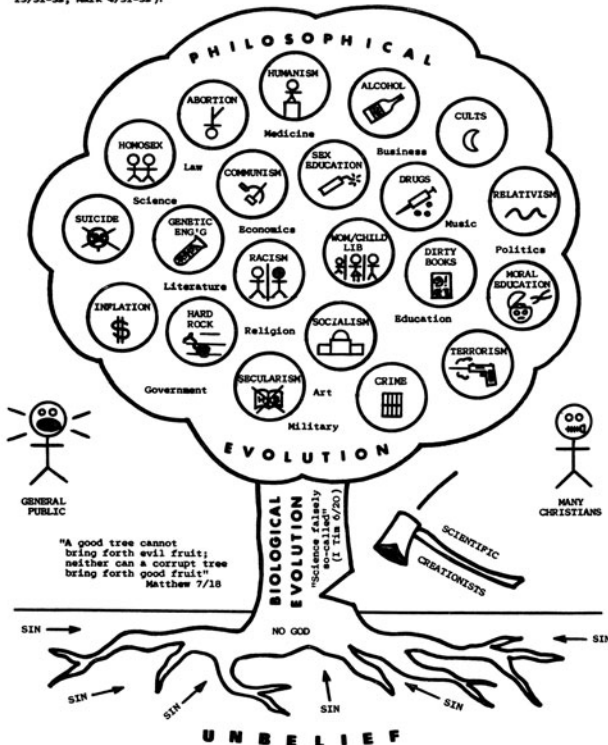 PHILOSOPHICAL
HUMANISM
ALCOHOL
ABORTION
CULTS
Medicine
Business
HOMOSEX
Law
COMMUNISM
SEX
EDUCATION
DRUGS
RELATIVISM
Science
SUICIDE
GENETIC
ENG'G
Economics
Music
WOM/CHILD
LIB
Politics
RACISM
DIRTY
BOOKS
MORAL
EDUCATION
Literature
INFLATION
$
HARD
ROCK
Religion
SOCIALISM
Education
TERRORISM
Government
SECULARISM
Art
CRIME
Military
EVOLUTION
GENERAL
PUBLIC
MANY
CHRISTIANS
BIOLOGICAL
EVOLUTION
"Science falsely
so-called"
(I Tim 6/20)
SCIENTIFIC
CREATIONISTS
"A good tree cannot
bring forth evil fruit;
neither can a corrupt tree
bring forth good fruit"
Matthew 7/18
NO GOD
SIN
SIN
SIN
SIN
SIN
SIN
UNBELIEF